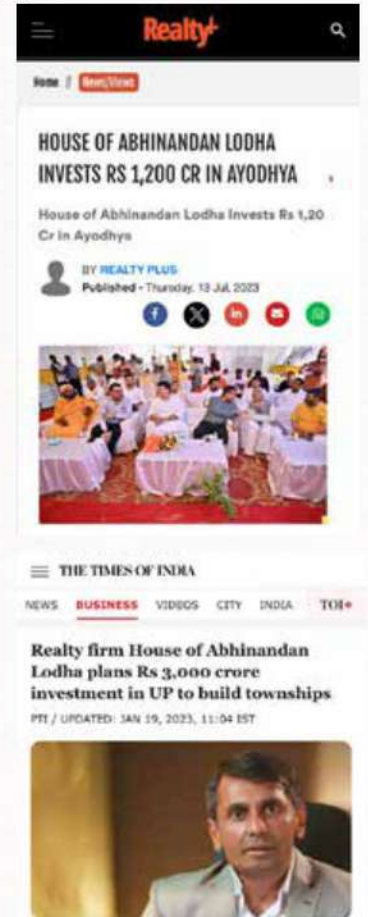 Realty+
Home / News/Views
HOUSE OF ABHINANDAN LODHA
INVESTS RS 1,200 CR IN AYODHYA
House of Abhinandan Lodha Invests Rs 1,20
Cr in Ayodhya
BY REALTY PLUS
Published - Thursday, 13 Jul, 2023
THE TIMES OF INDIA
NEWS BUSINESS VIDEOS CITY INDIA TOI+
Realty firm House of Abhinandan
Lodha plans Rs 3,000 crore
investment in UP to build townships
PTI / UPDATED: JAN 19, 2023, 11:04 IST